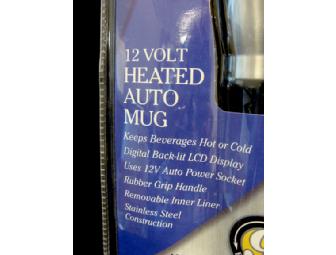 12 VOLT
HEATED
AUTO
MUG
Keeps Beverages Hot or Cold
Digital Back-lit LCD Display
Uses 12V Auto Power Socket
Rubber Grip Handle
Removable Inner Liner
Stainless Steel
Construction